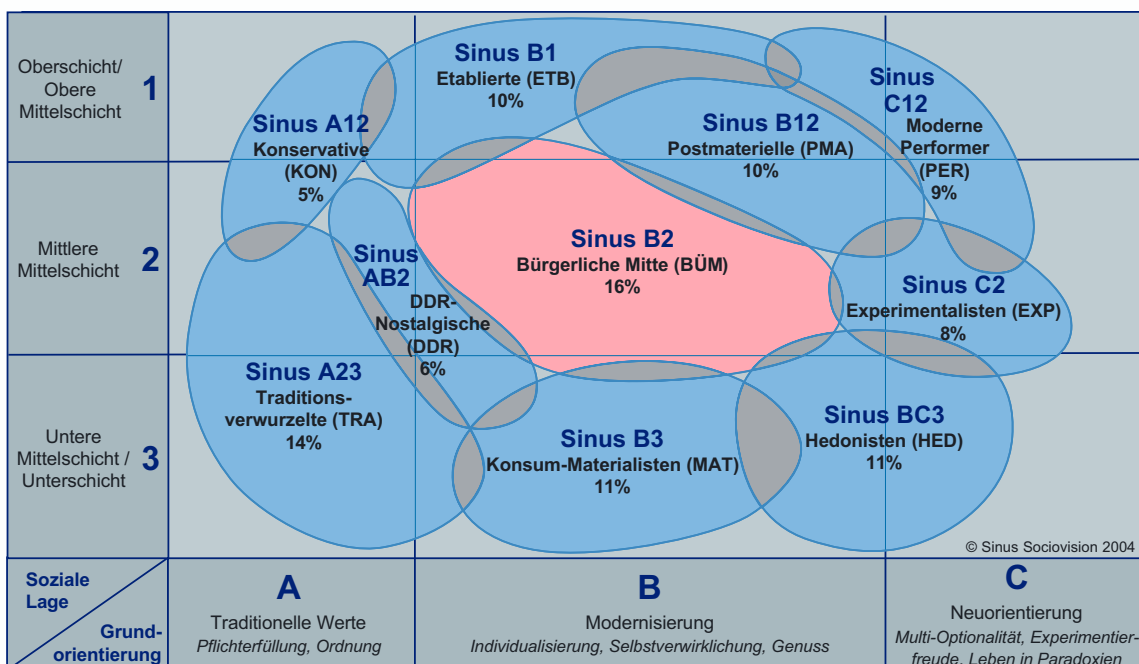 Oberschicht/
Obere
Mittelschicht
1
Mittlere
Mittelschicht
2
Untere
Mittelschicht /
Unterschicht
3
Sinus B1
Etablierte (ETB)
10%
Sinus
C12
Moderne
Performer
(PER)
9%
Sinus A12
Konservative
(KON)
5%
Sinus B12
Postmaterielle (PMA)
10%
Sinus
AB2
DDR-
Nostalgische
(DDR)
6%
Sinus B2
Bürgerliche Mitte (BÜM)
16%
Sinus C2
Experimentalisten (EXP)
8%
Sinus A23
Traditions-
verwurzelte (TRA)
14%
Sinus B3
Konsum-Materialisten (MAT)
11%
Sinus BC3
Hedonisten (HED)
11%
© Sinus Sociovision 2004
Soziale
Lage
Grund-
orientierung
A
Traditionelle Werte
Pflichterfüllung, Ordnung
B
Modernisierung
Individualisierung, Selbstverwirklichung, Genuss
C
Neuorientierung
Multi-Optionalität, Experimentier-
freude, Leben in Paradoxien